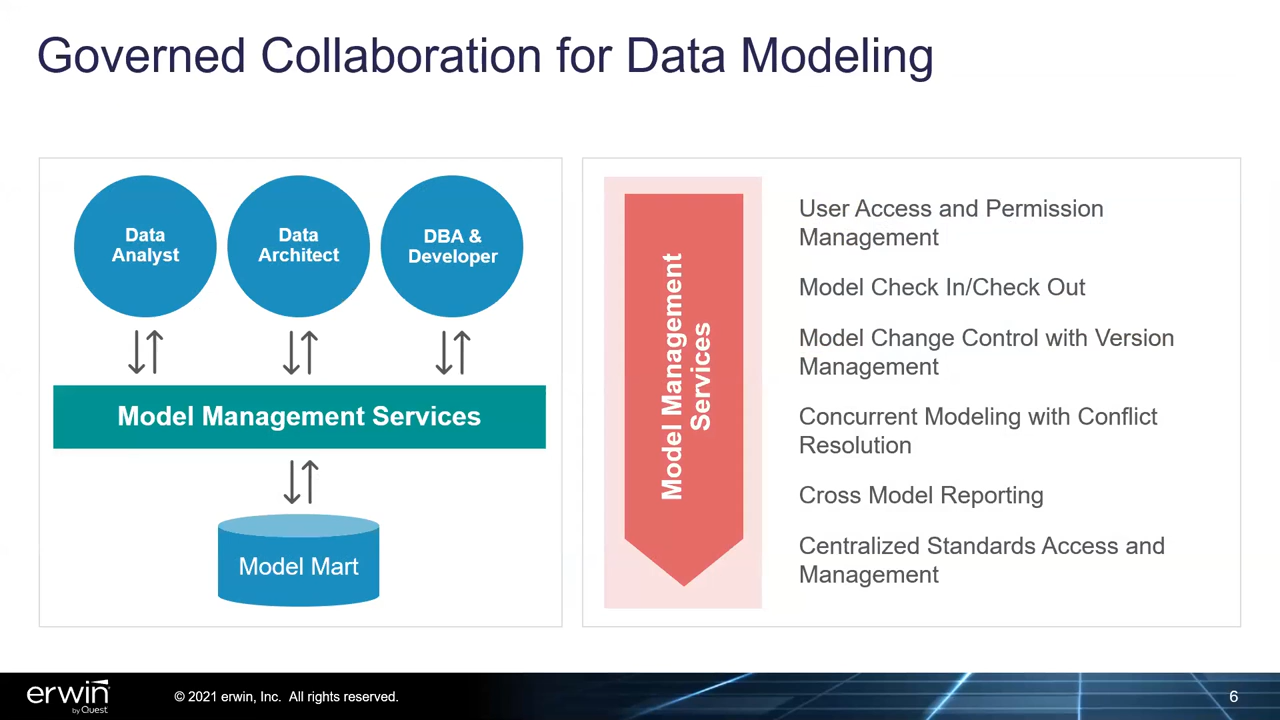 Governed Collaboration for Data Modeling
Data
Analyst
Data
Architect
DBA &
Developer
Model Management Services
Model Mart
Model Management
Services
User Access and Permission
Management
Model Check In/Check Out
Model Change Control with Version
Management
Concurrent Modeling with Conflict
Resolution
Cross Model Reporting
Centralized Standards Access and
Management
erwin
by Quest
© 2021 erwin, Inc. All rights reserved.
6